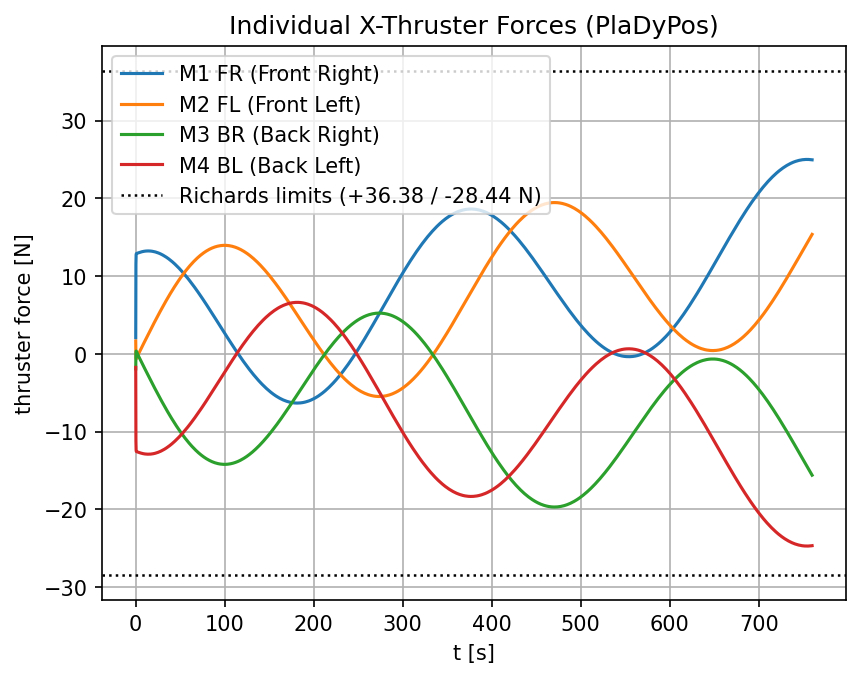 Individual X-Thruster Forces (PlaDyPos)
M1 FR (Front Right)
M2 FL (Front Left)
M3 BR (Back Right)
M4 BL (Back Left)
Richards limits (+36.38 / -28.44 N)
thruster force [N]
30
20
10
0
−10
−20
−30
0 100 200 300 400 500 600 700
t [s]